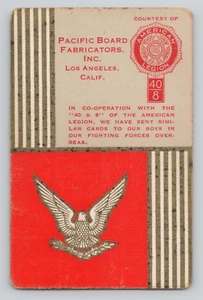 COURTESY OF
PACIFIC BOARD
FABRICATORS,
INC.
LOS ANGELES,
CALIF.
AMERICAN
LEGION
40
8
IN CO-OPERATION WITH THE
"40 & 8" OF THE AMERICAN
LEGION, WE HAVE SENT SIMI-
LAR CARDS TO OUR BOYS IN
OUR FIGHTING FORCES OVER-
SEAS.